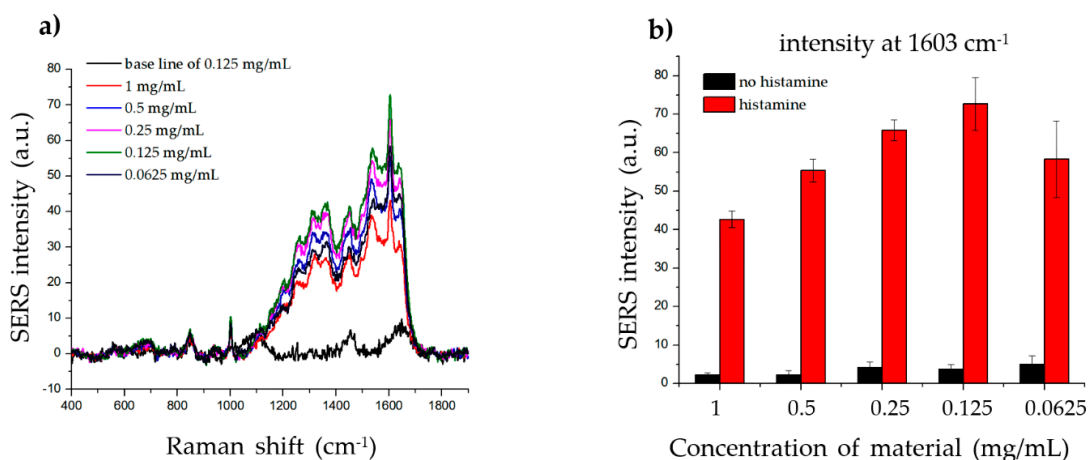 a)
base line of 0.125 mg/mL
1 mg/mL
0.5 mg/mL
0.25 mg/mL
0.125 mg/mL
0.0625 mg/mL
80
70
60
50
40
30
20
10
0
-10
SERS intensity (a.u.)
400 600 800 1000 1200 1400 1600 1800
Raman shift (cm⁻¹)
b)
intensity at 1603 cm⁻¹
no histamine
histamine
80
70
60
50
40
30
20
10
0
SERS intensity (a.u.)
1 0.5 0.25 0.125 0.0625
Concentration of material (mg/mL)